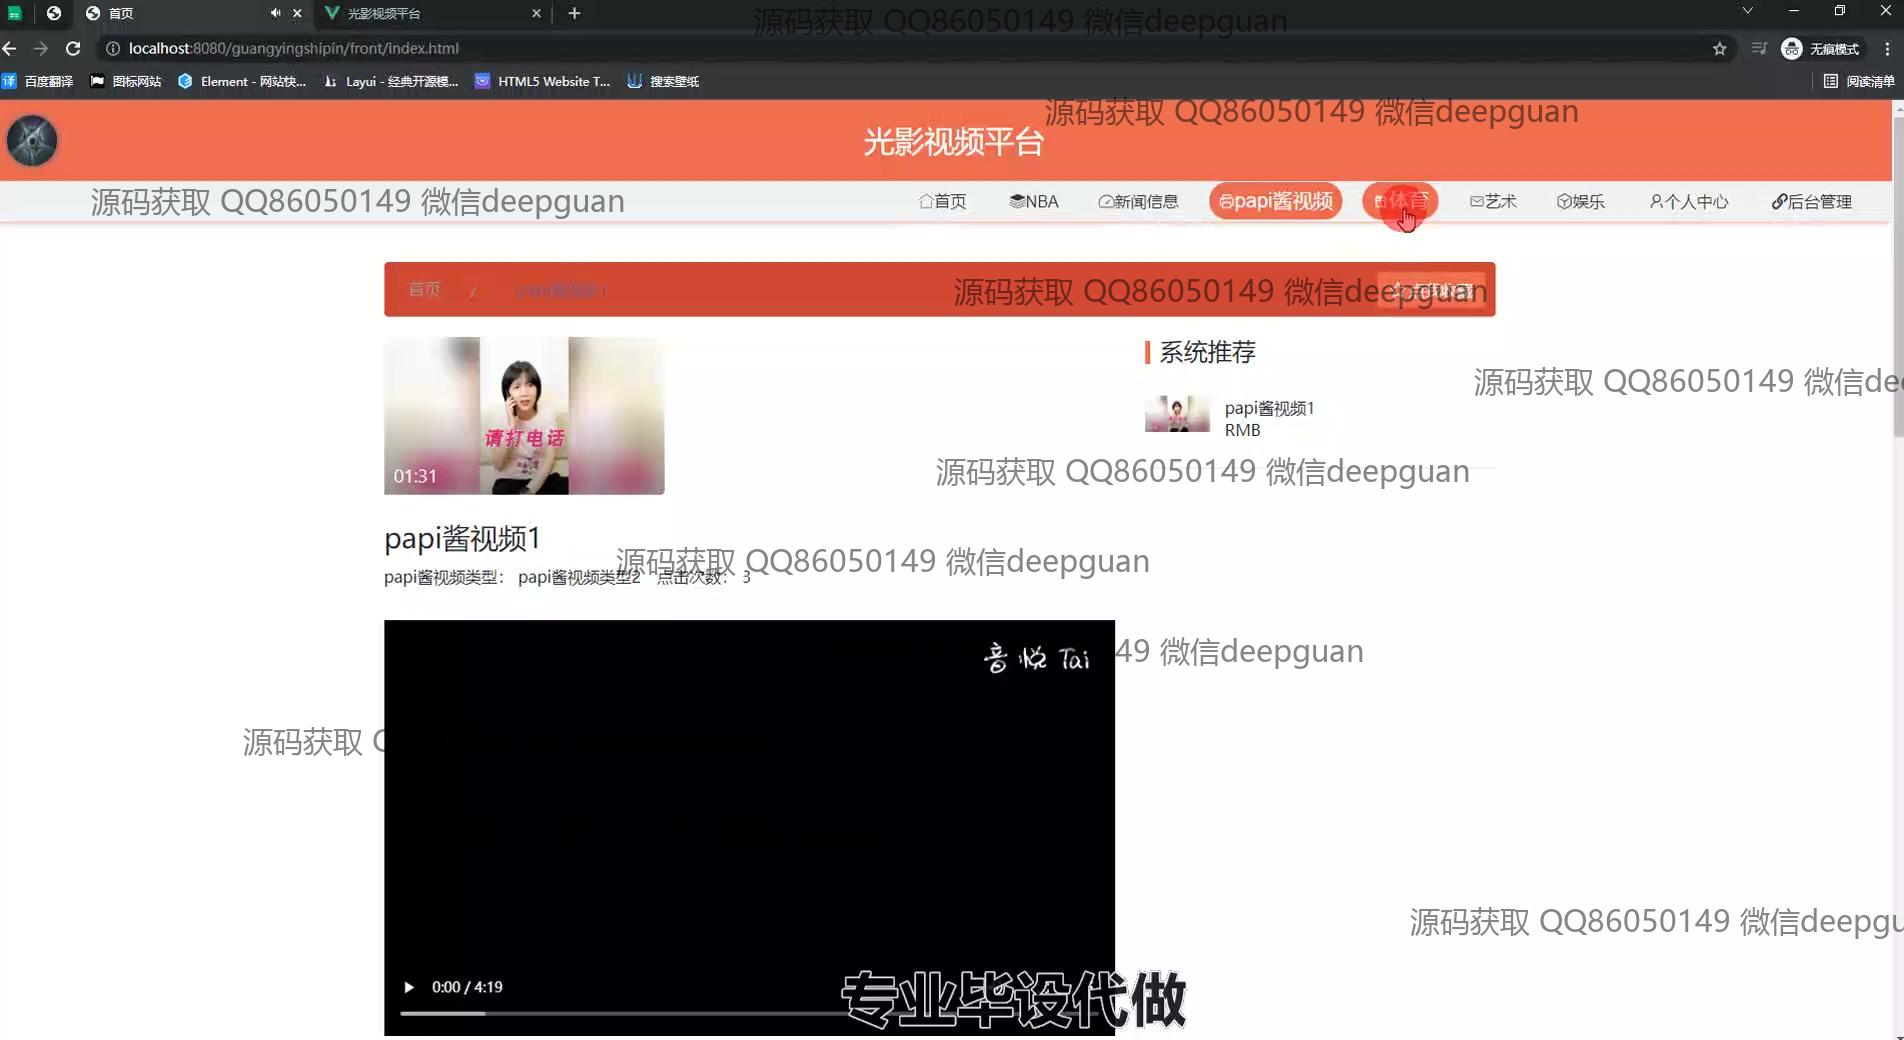 首页
光影视频平台
源码获取 QQ86050149 微信deepguan
localhost:8080/guangyingshipin/front/index.html
无痕模式
百度翻译
图标网站
Element - 网站快...
Layui - 经典开源模...
HTML5 Website T...
搜索壁纸
阅读清单
源码获取 QQ86050149 微信deepguan
光影视频平台
源码获取 QQ86050149 微信deepguan
首页
NBA
新闻信息
papi酱视频
体育
艺术
娱乐
个人中心
后台管理
首页 / papi酱视频1
源码获取 QQ86050149 微信deepguan
点我收藏
请打电话
01:31
系统推荐
源码获取 QQ86050149 微信de
papi酱视频1
RMB
源码获取 QQ86050149 微信deepguan
papi酱视频1
源码获取 QQ86050149 微信deepguan
papi酱视频类型： papi酱视频类型2 点击次数： 3
音悦Tai
49 微信deepguan
源码获取
源码获取 QQ86050149 微信deepgu
0:00 / 4:19
专业毕设代做